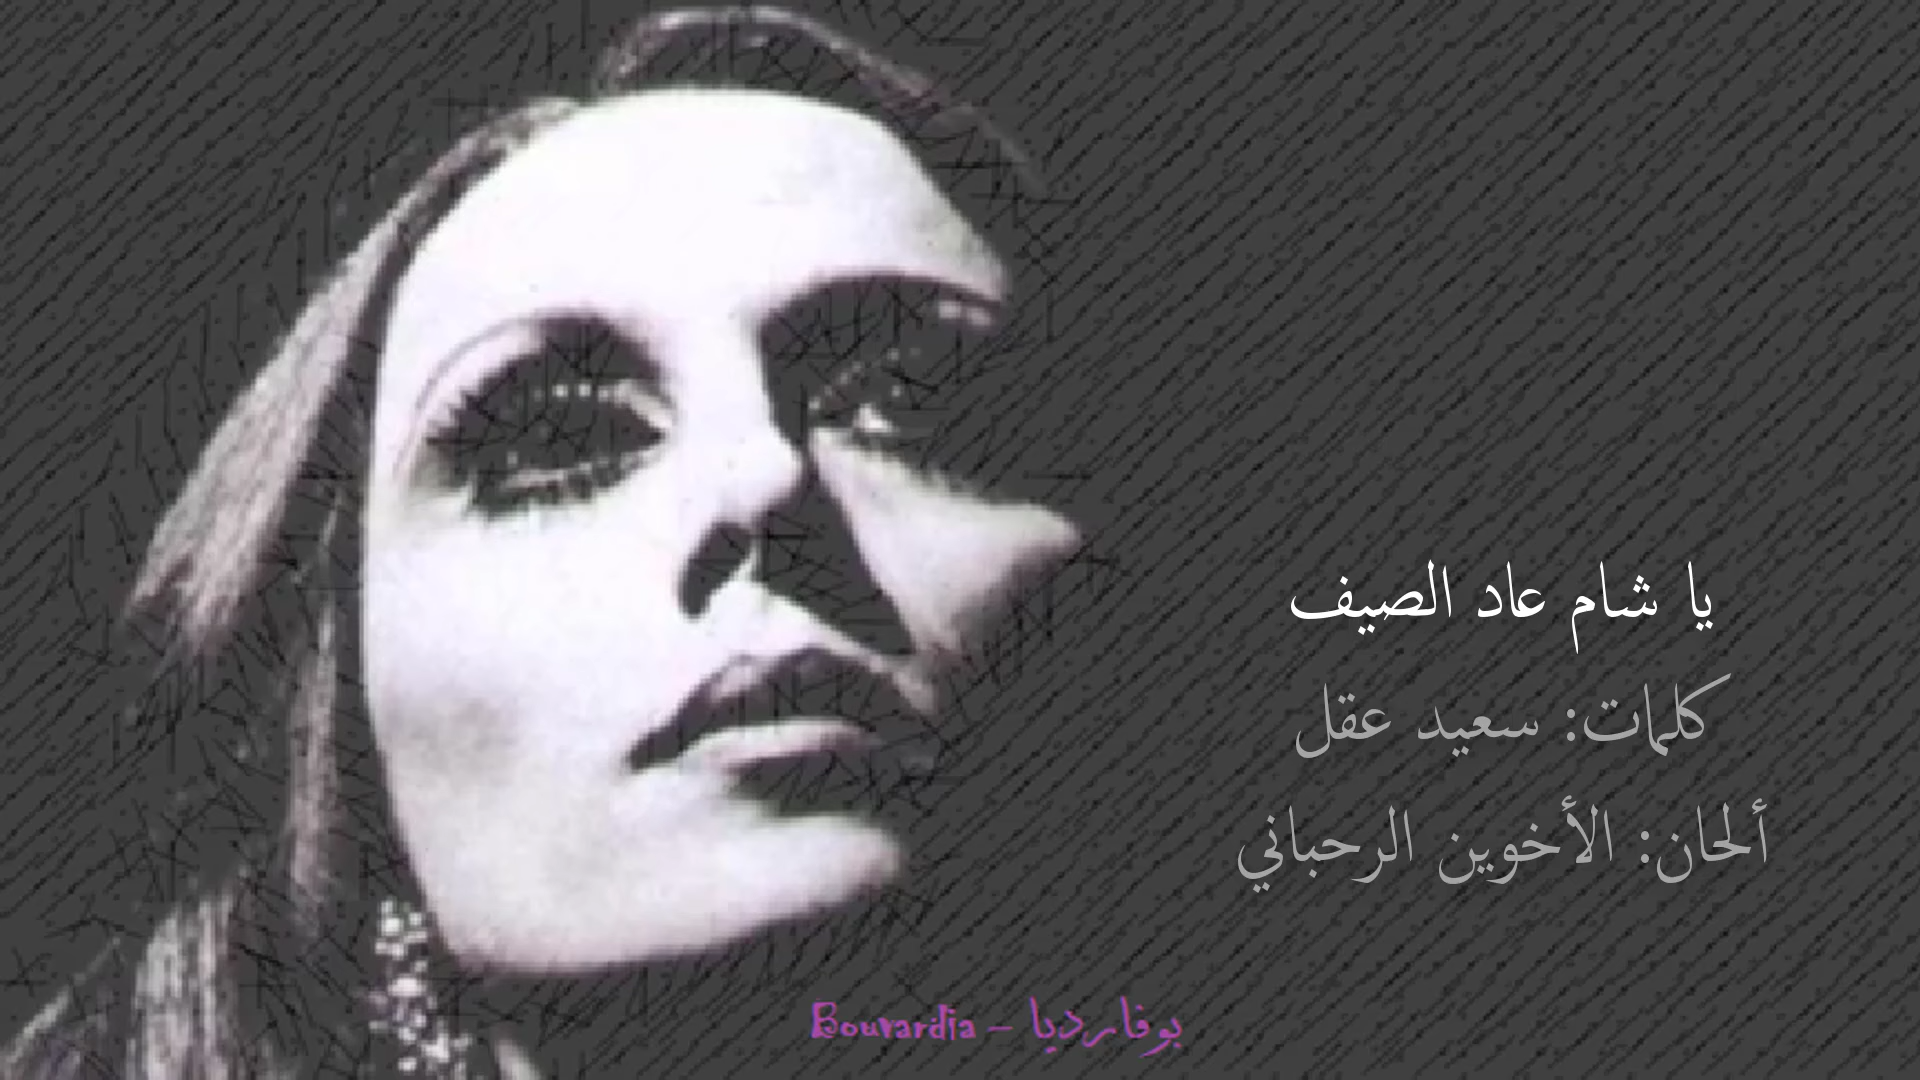 يا شام عاد الصيف
كلمات: سعيد عقل
ألحان: الأخوين الرحباني
Bouvardia - بوفارديا